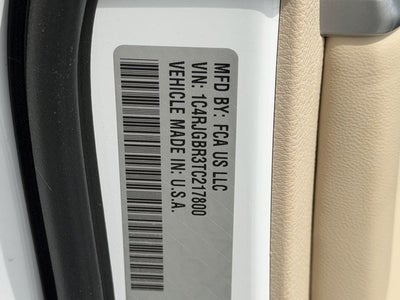 MFD BY: FCA US LLC
VIN: 1C4RJGBR3TC217800
VEHICLE MADE IN: U.S.A.